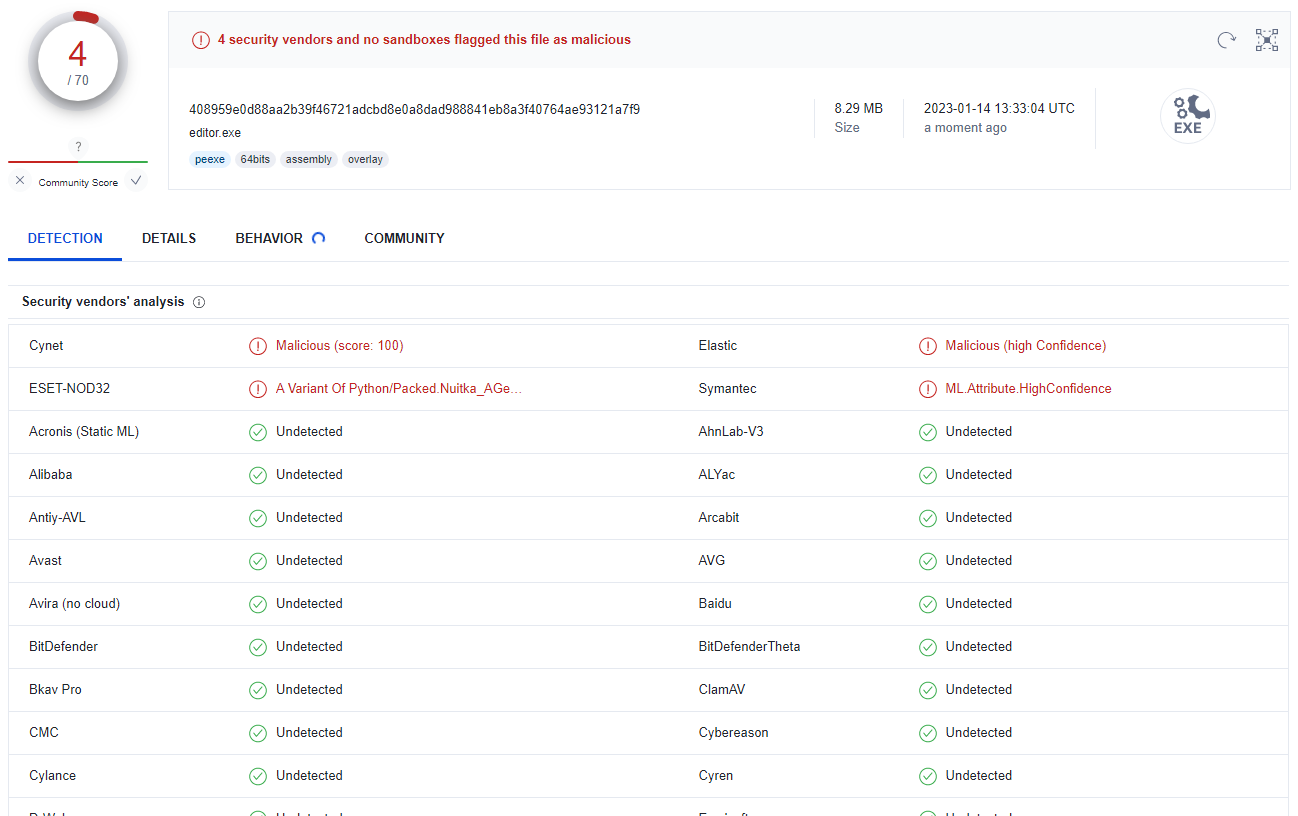 4
/ 70
?
Community Score
4 security vendors and no sandboxes flagged this file as malicious
408959e0d88aa2b39f46721adcbd8e0a8dad988841eb8a3f40764ae93121a7f9
editor.exe
peexe 64bits assembly overlay
8.29 MB
Size
2023-01-14 13:33:04 UTC
a moment ago
EXE
DETECTION DETAILS BEHAVIOR COMMUNITY
Security vendors' analysis
Cynet Malicious (score: 100) Elastic Malicious (high Confidence)
ESET-NOD32 A Variant Of Python/Packed.Nuitka_AGe... Symantec ML.Attribute.HighConfidence
Acronis (Static ML) Undetected AhnLab-V3 Undetected
Alibaba Undetected ALYac Undetected
Antiy-AVL Undetected Arcabit Undetected
Avast Undetected AVG Undetected
Avira (no cloud) Undetected Baidu Undetected
BitDefender Undetected BitDefenderTheta Undetected
Bkav Pro Undetected ClamAV Undetected
CMC Undetected Cybereason Undetected
Cylance Undetected Cyren Undetected